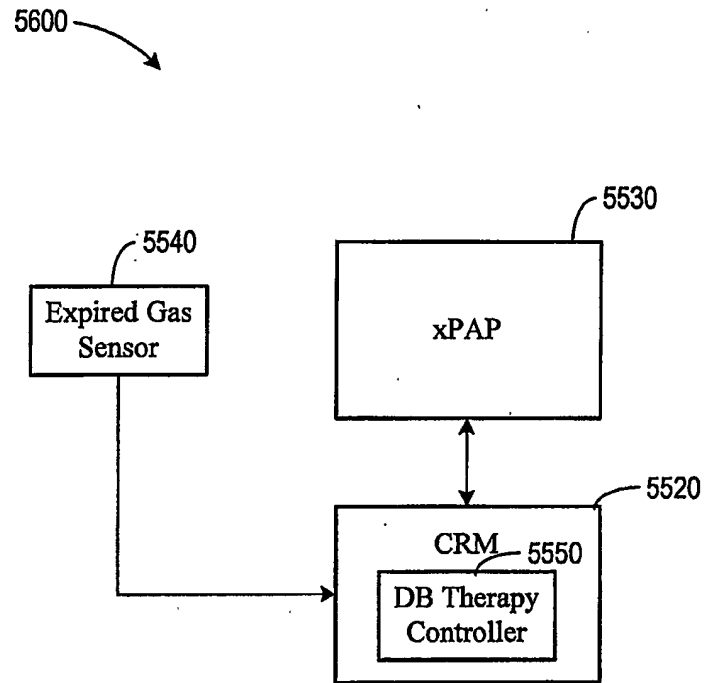 5600
5530
5540
Expired Gas
Sensor
xPAP
5520
CRM
5550
DB Therapy
Controller